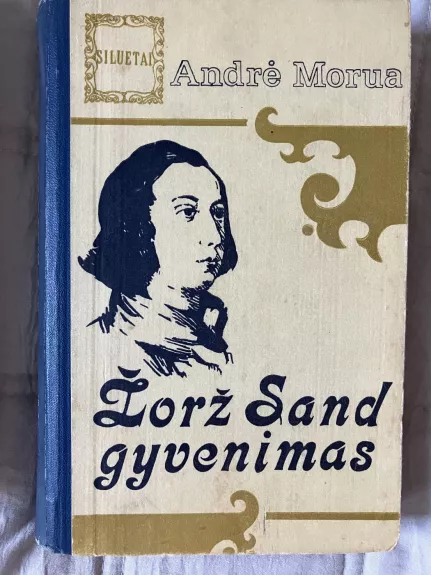 SILUETAI
Andrė Morua
Žorž Sand
gyvenimas